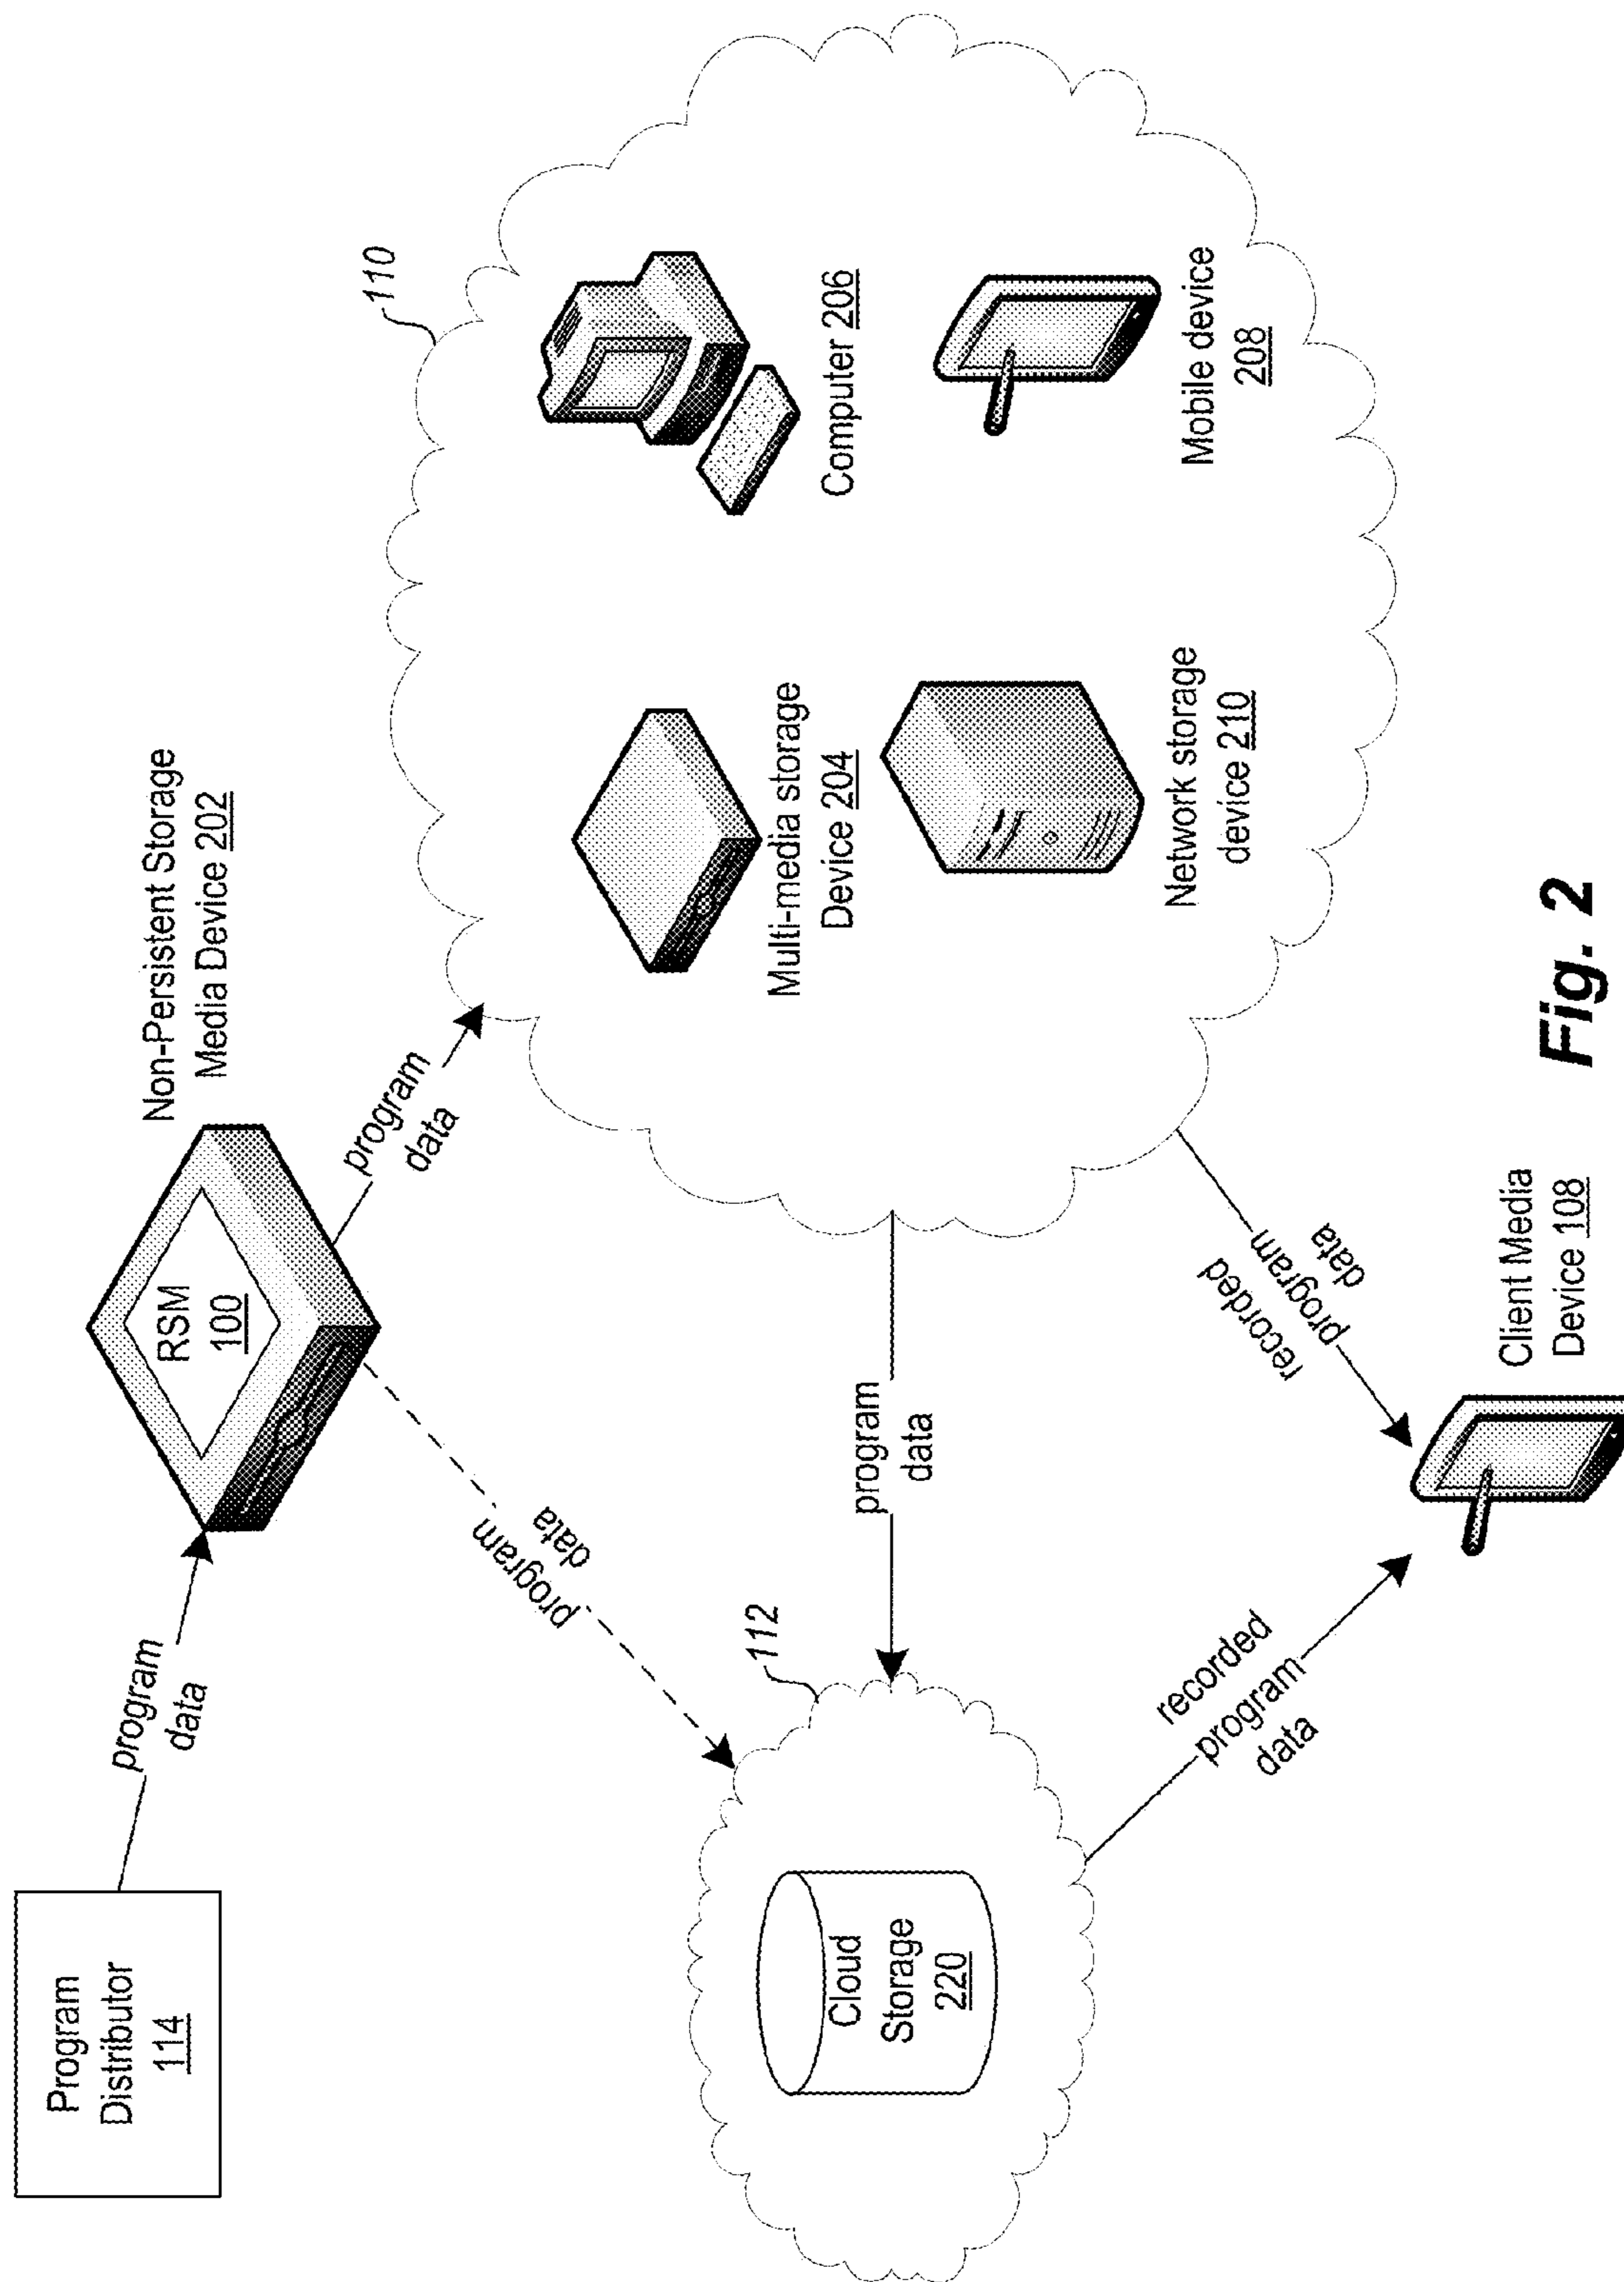 Program
Distributor
114
program
data
RSM
100
Non-Persistent Storage
Media Device 202
program
data
program
data
110
Multi-media storage
Device 204
Computer 206
Network storage
device 210
Mobile device
208
program
data
112
Cloud
Storage
220
recorded
program
data
recorded
program
data
Client Media
Device 108
Fig. 2